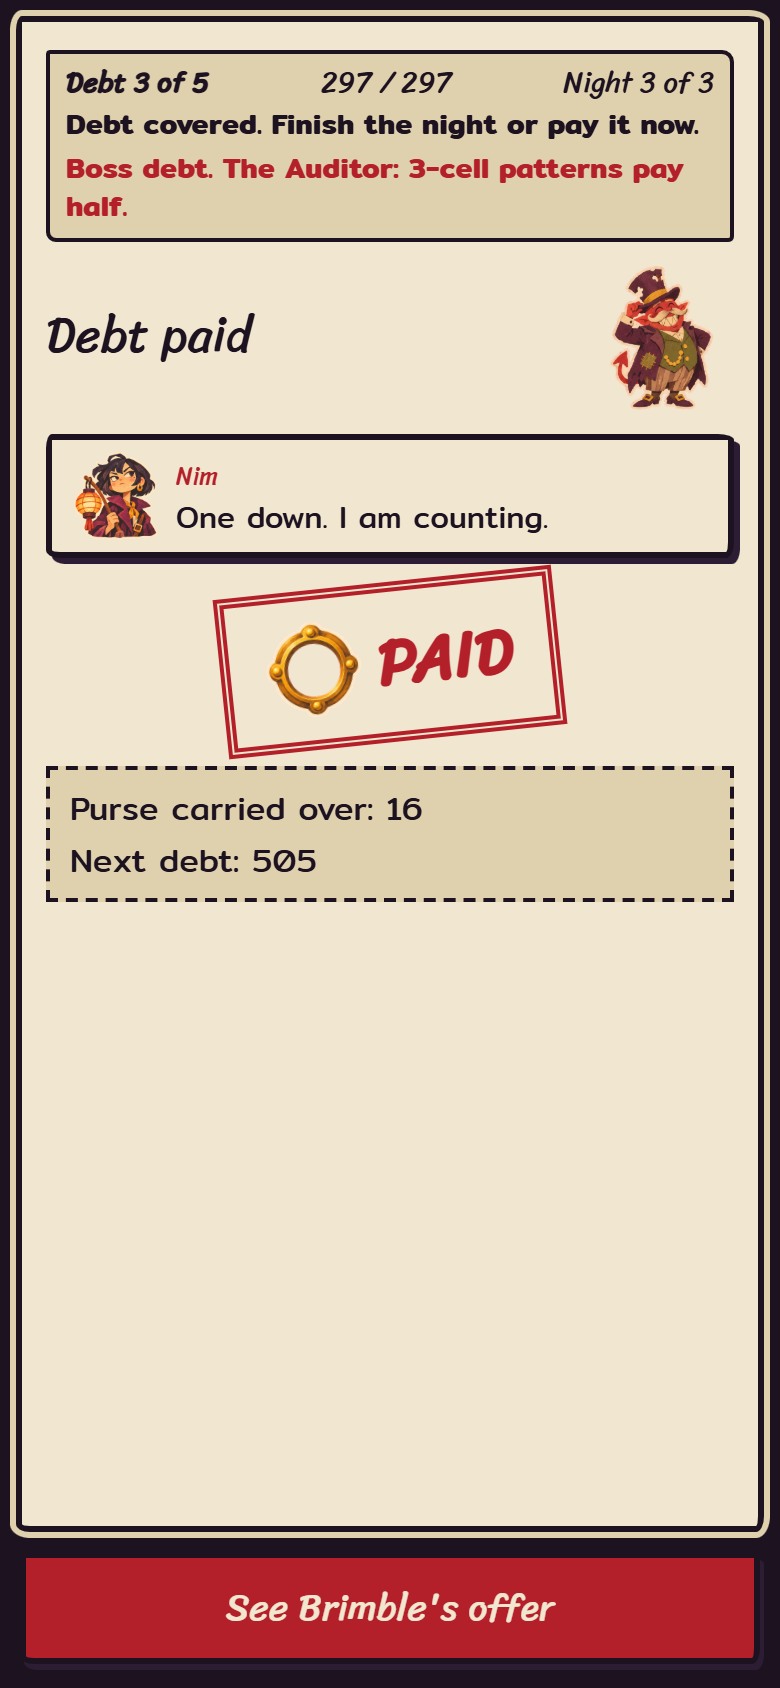 Debt 3 of 5 297 / 297 Night 3 of 3
Debt covered. Finish the night or pay it now.
Boss debt. The Auditor: 3-cell patterns pay
half.
Debt paid
Nim
One down. I am counting.
PAID
Purse carried over: 16
Next debt: 505
See Brimble's offer